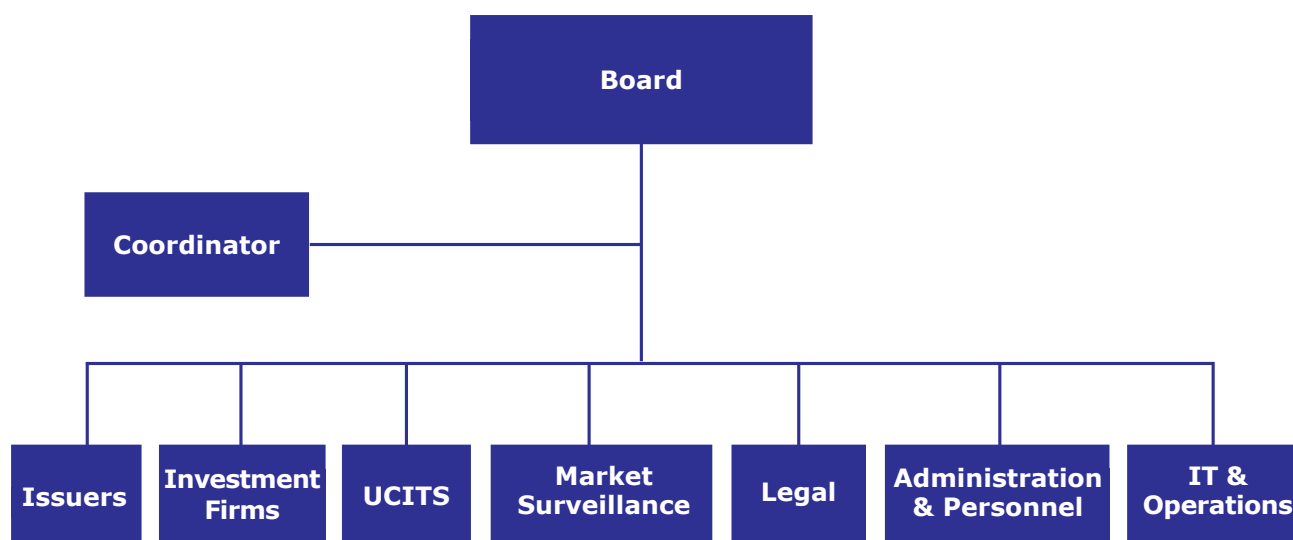 Board
Coordinator
Issuers
Investment
Firms
UCITS
Market
Surveillance
Legal
Administration
& Personnel
IT &
Operations